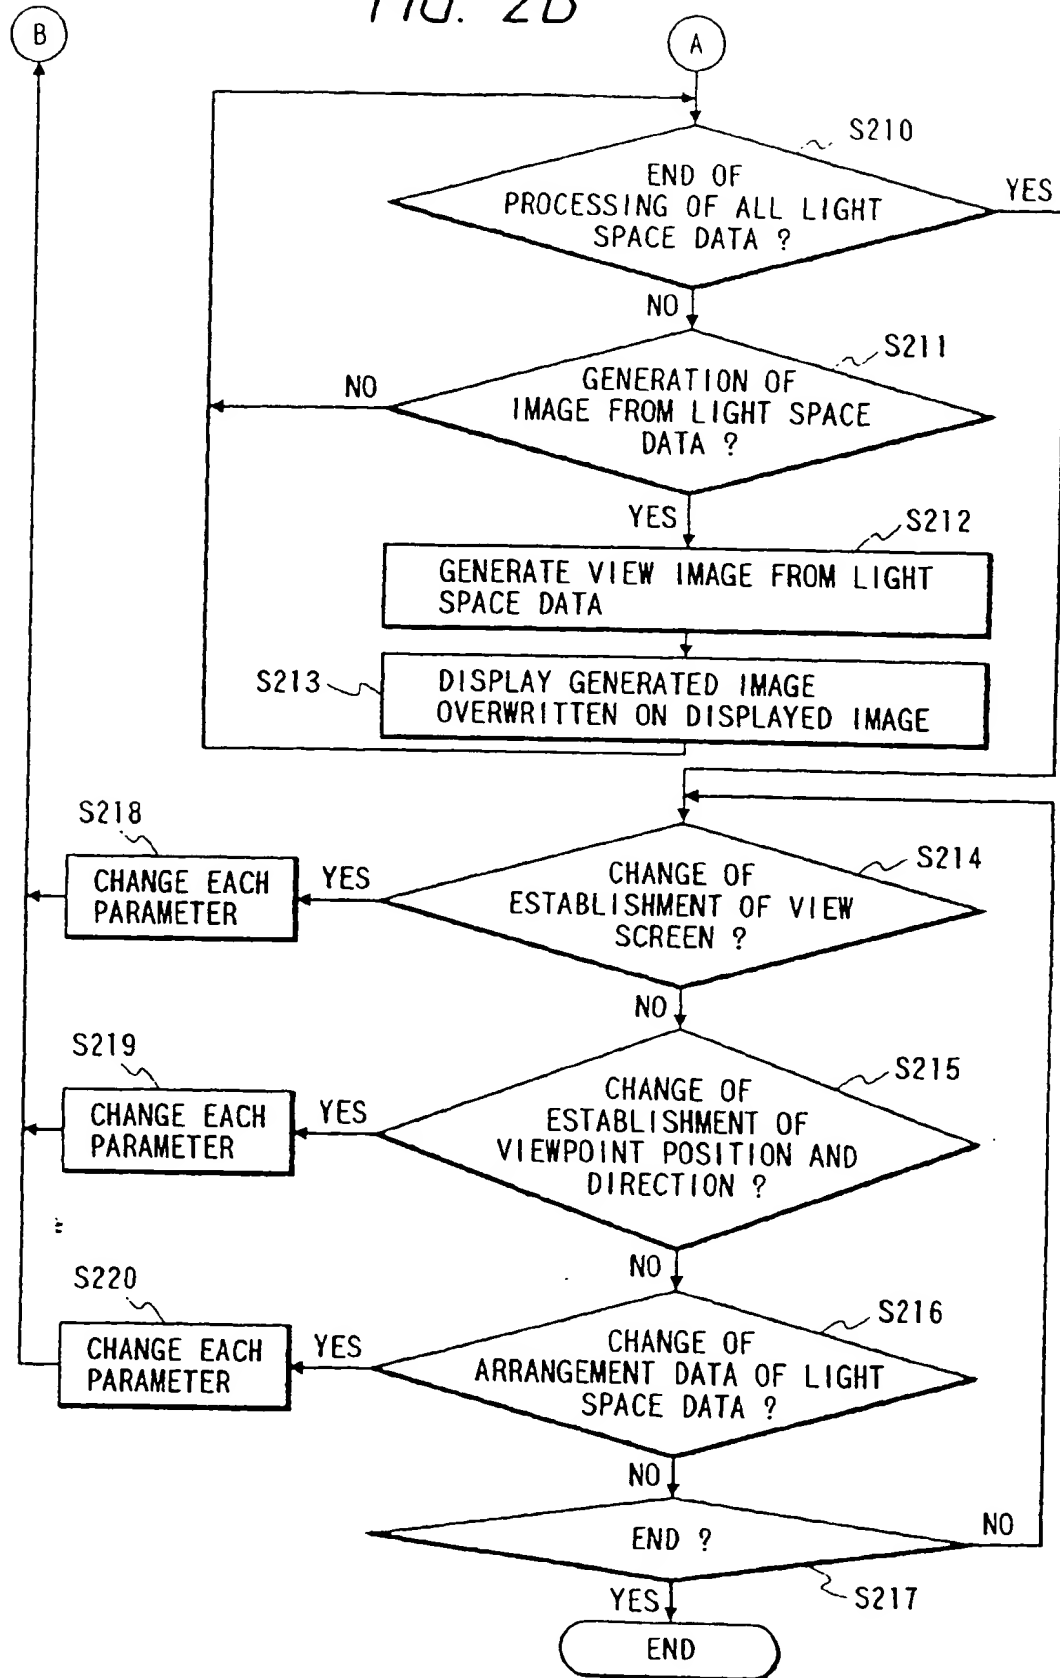 FIG. 2B
B
A
S210
END OF
PROCESSING OF ALL LIGHT
SPACE DATA ?
YES
NO
S211
GENERATION OF
IMAGE FROM LIGHT SPACE
DATA ?
NO
YES
S212
GENERATE VIEW IMAGE FROM LIGHT
SPACE DATA
S213
DISPLAY GENERATED IMAGE
OVERWRITTEN ON DISPLAYED IMAGE
S218
CHANGE EACH
PARAMETER
YES
S214
CHANGE OF
ESTABLISHMENT OF VIEW
SCREEN ?
NO
S219
CHANGE EACH
PARAMETER
YES
S215
CHANGE OF
ESTABLISHMENT OF
VIEWPOINT POSITION AND
DIRECTION ?
NO
S220
CHANGE EACH
PARAMETER
YES
S216
CHANGE OF
ARRANGEMENT DATA OF LIGHT
SPACE DATA ?
NO
END ?
NO
S217
YES
END